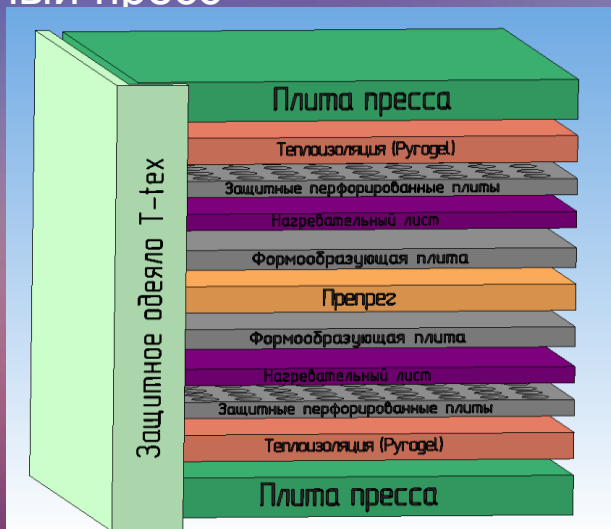 Плита пресса
Теплоизоляция (Pyrogel)
Защитные перфорированные плиты
Нагревательный лист
Формообразующая плита
Препрег
Формообразующая плита
Нагревательный лист
Защитные перфорированные плиты
Теплоизоляция (Pyrogel)
Плита пресса
Защитное одеяло T-tex